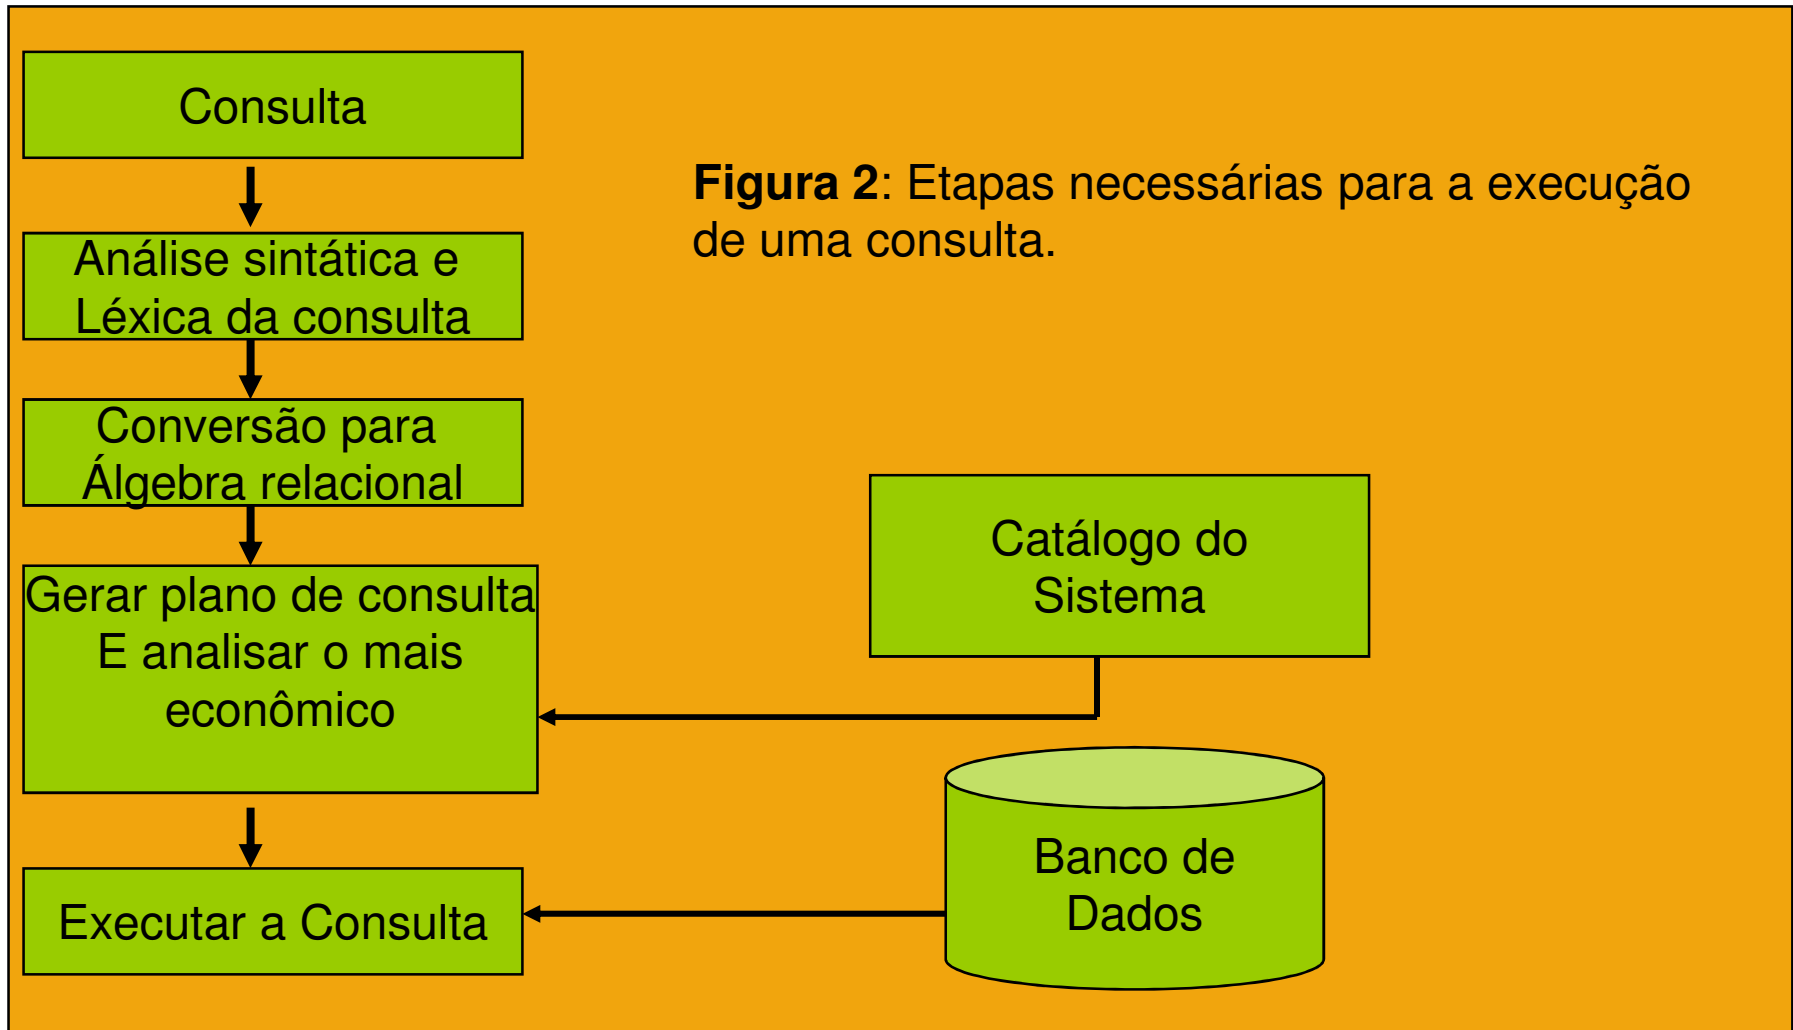 Consulta
Figura 2: Etapas necessárias para a execução
de uma consulta.
Análise sintática e
Léxica da consulta
Conversão para
Álgebra relacional
Gerar plano de consulta
E analisar o mais
econômico
Catálogo do
Sistema
Banco de
Dados
Executar a Consulta